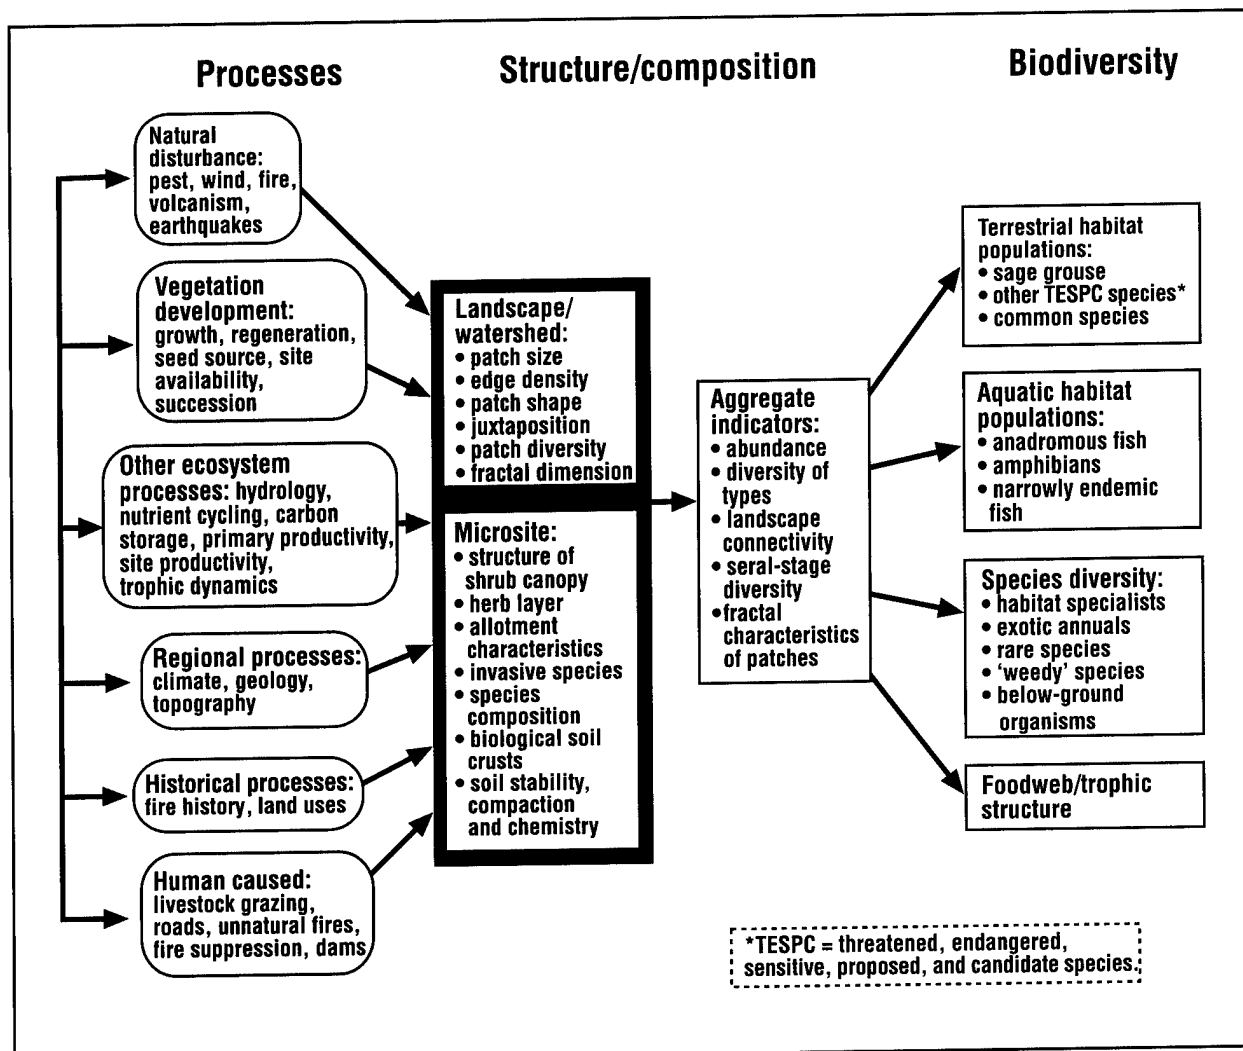 Processes
Structure/composition
Biodiversity
Natural
disturbance:
pest, wind, fire,
volcanism,
earthquakes
Vegetation
development:
growth, regeneration,
seed source, site
availability,
succession
Other ecosystem
processes: hydrology,
nutrient cycling, carbon
storage, primary productivity,
site productivity,
trophic dynamics
Regional processes:
climate, geology,
topography
Historical processes:
fire history, land uses
Human caused:
livestock grazing,
roads, unnatural fires,
fire suppression, dams
Landscape/
watershed:
• patch size
• edge density
• patch shape
• juxtaposition
• patch diversity
• fractal dimension
Microsite:
• structure of
shrub canopy
• herb layer
• allotment
characteristics
• invasive species
• species
composition
• biological soil
crusts
• soil stability,
compaction
and chemistry
Aggregate
indicators:
• abundance
• diversity of
types
• landscape
connectivity
• seral-stage
diversity
• fractal
characteristics
of patches
Terrestrial habitat
populations:
• sage grouse
• other TESPC species*
• common species
Aquatic habitat
populations:
• anadromous fish
• amphibians
• narrowly endemic
fish
Species diversity:
• habitat specialists
• exotic annuals
• rare species
• 'weedy' species
• below-ground
organisms
Foodweb/trophic
structure
*TESPC = threatened, endangered,
sensitive, proposed, and candidate species.